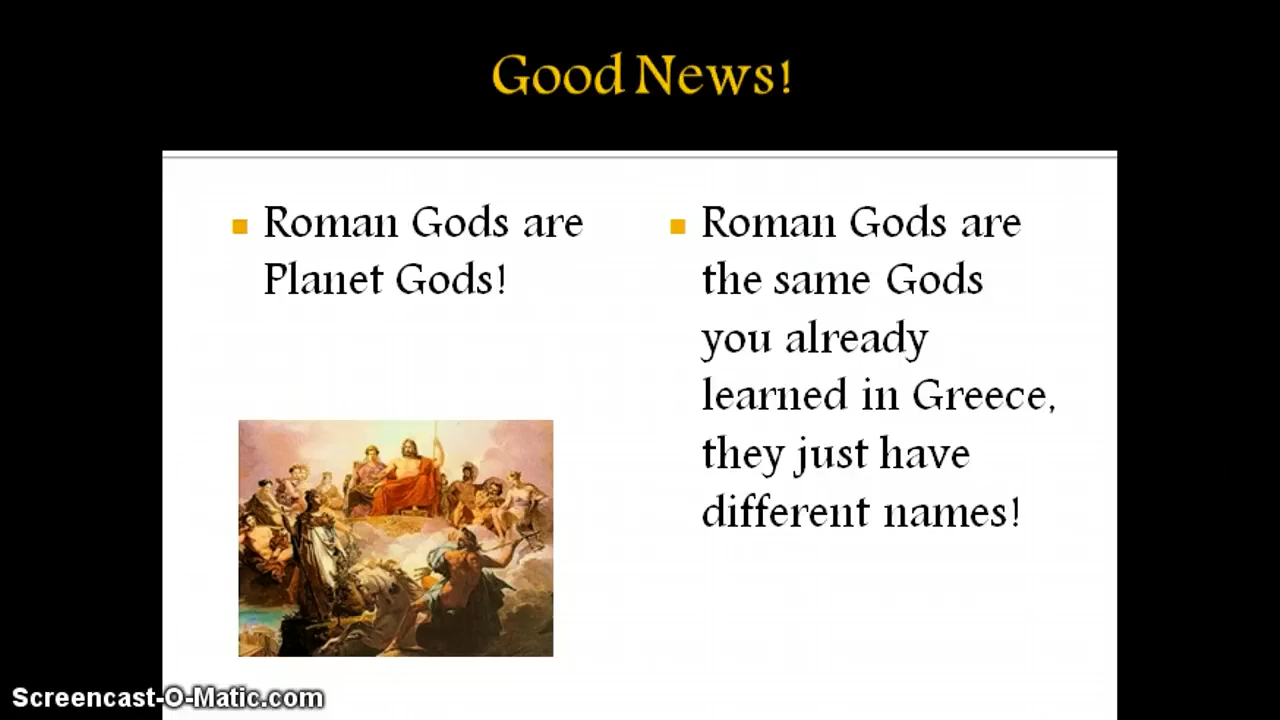 Good News!
Roman Gods are
Planet Gods!
Roman Gods are
the same Gods
you already
learned in Greece,
they just have
different names!
Screencast-O-Matic.com